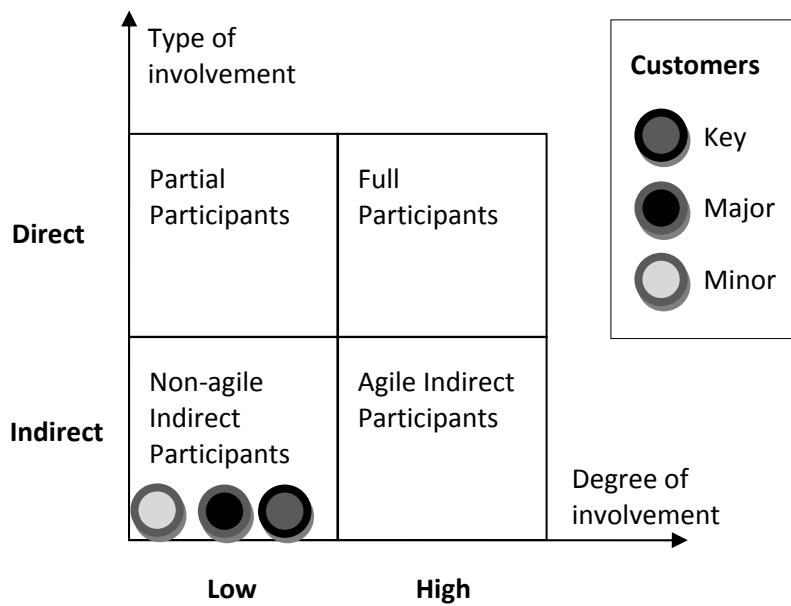 Type of
involvement
Customers
Key
Major
Minor
Partial
Participants
Full
Participants
Direct
Non-agile
Indirect
Participants
Agile Indirect
Participants
Indirect
Degree of
involvement
Low
High